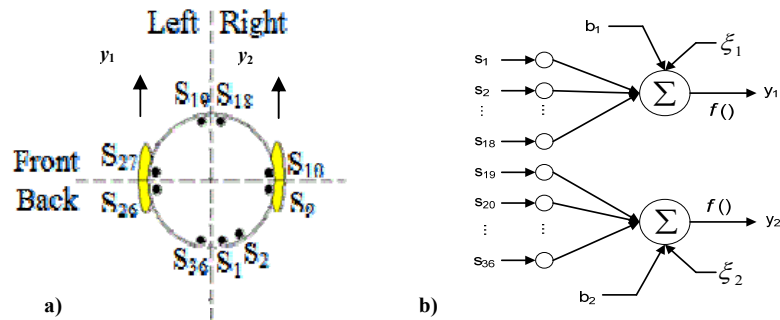 Left Right
y₁ y₂
S₁₉ S₁₈
S₂₇ S₁₀
Front
Back
S₂₆ S₉
S₃₆ S₁ S₂
a)
b₁ ξ₁
s₁
s₂
⋮ ⋮
s₁₈
Σ
f() y₁
s₁₉
s₂₀
⋮ ⋮
s₃₆
Σ
f() y₂
b₂ ξ₂
b)